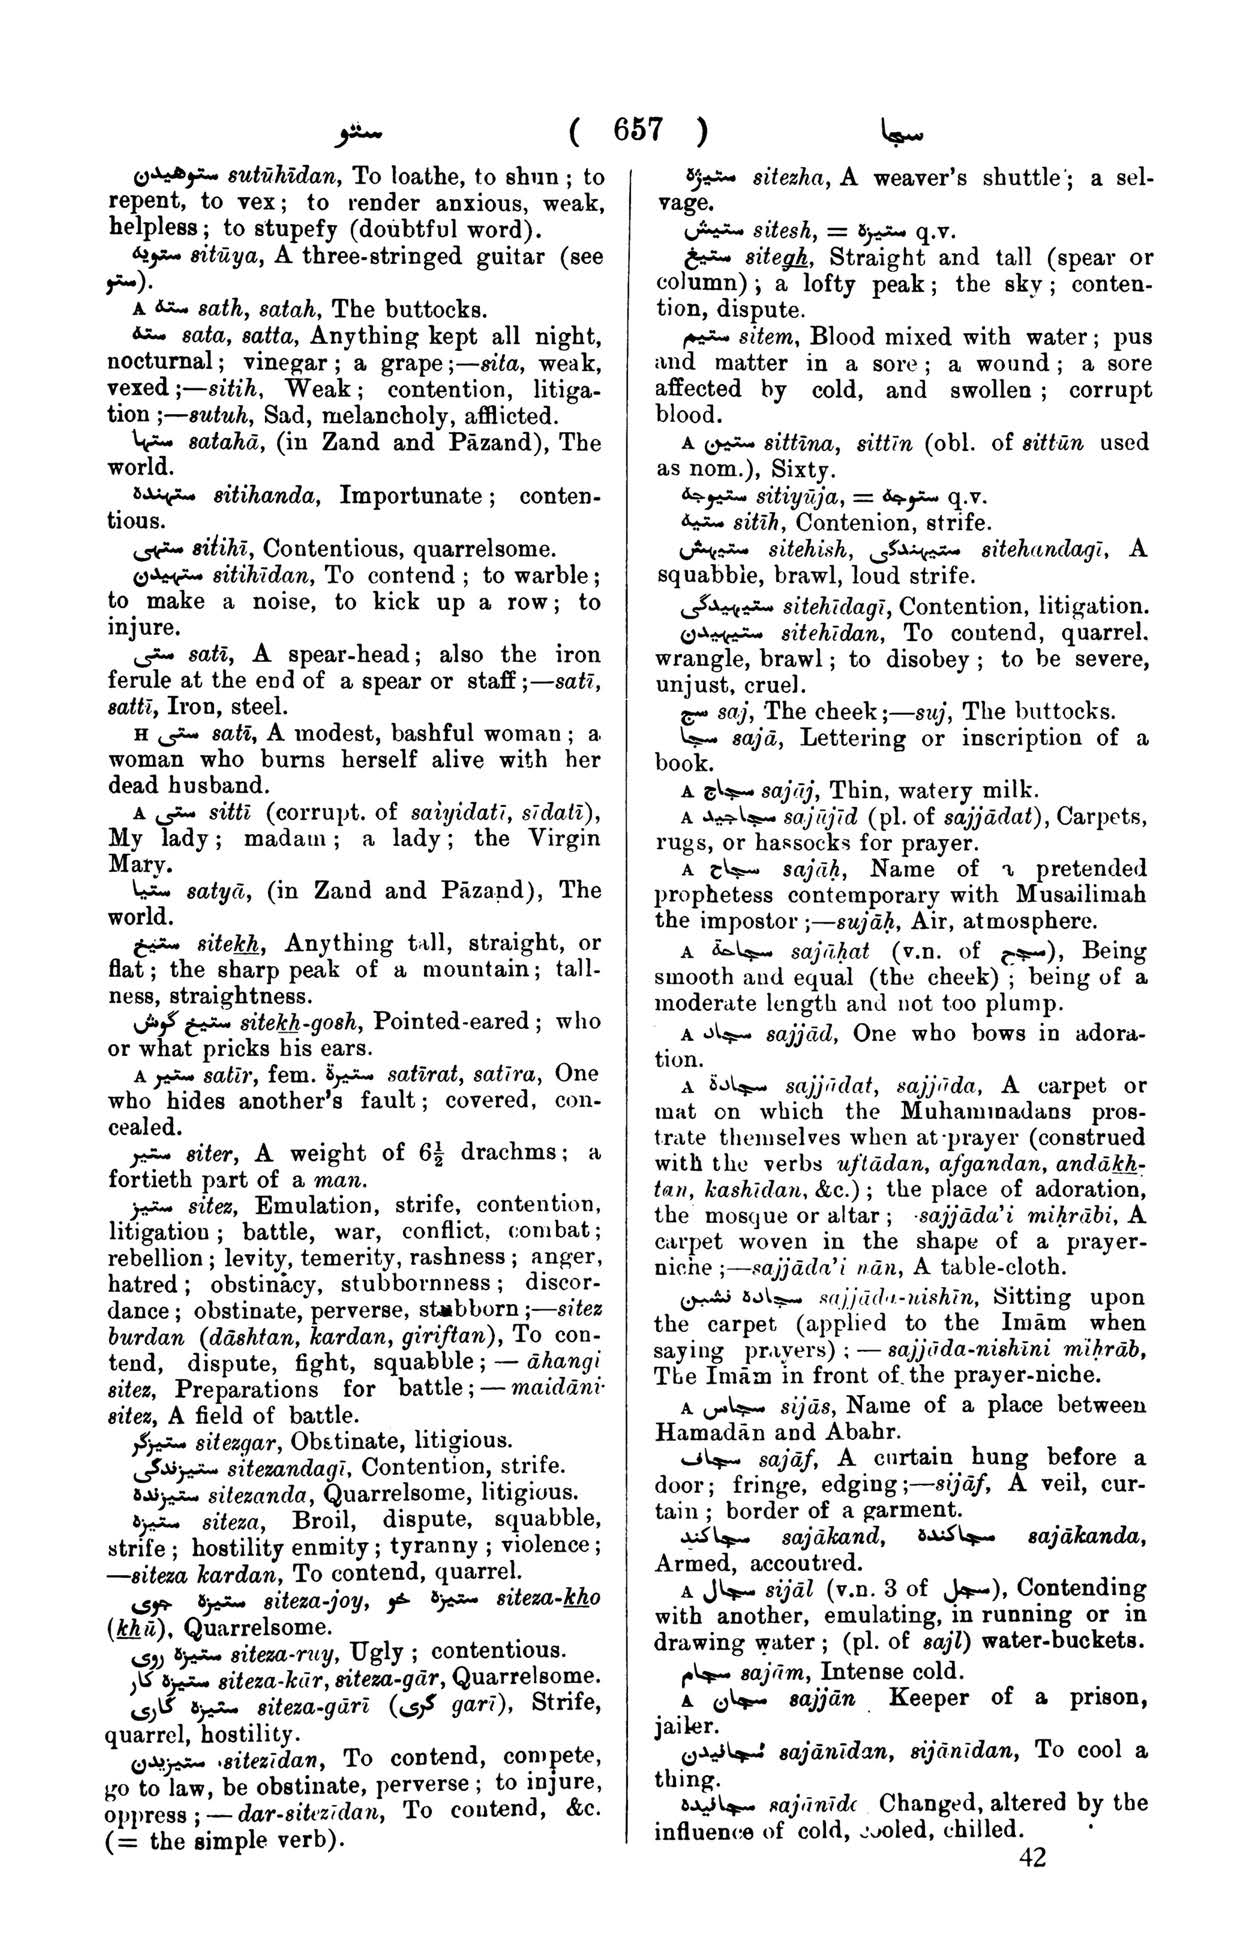 ستو ( 657 ) سجا
ستوهیدن sutūhīdan, To loathe, to shun ; to
repent, to vex ; to render anxious, weak,
helpless ; to stupefy (doubtful word).
ستویه sitūya, A three-stringed guitar (see
ستو).
A سته sath, satah, The buttocks.
سته sata, satta, Anything kept all night,
nocturnal ; vinegar ; a grape ;—sita, weak,
vexed ;—sitih, Weak ; contention, litiga-
tion ;—sutuh, Sad, melancholy, afflicted.
ستها satahā, (in Zand and Pāzand), The
world.
ستهنده sitihanda, Importunate ; conten-
tious.
ستهی sitihī, Contentious, quarrelsome.
ستهیدن sitihīdan, To contend ; to warble ;
to make a noise, to kick up a row ; to
injure.
ستی satī, A spear-head ; also the iron
ferule at the end of a spear or staff ;—satī,
sattī, Iron, steel.
H ستی satī, A modest, bashful woman ; a
woman who burns herself alive with her
dead husband.
A ستی sittī (corrupt. of saiyidatī, sīdatī),
My lady ; madam ; a lady ; the Virgin
Mary.
ستیا satyā, (in Zand and Pāzand), The
world.
ستیخ sitekh, Anything tall, straight, or
flat ; the sharp peak of a mountain ; tall-
ness, straightness.
ستیخ گوش sitekh-gosh, Pointed-eared ; who
or what pricks his ears.
A ستیر satīr, fem. ستیرة satīrat, satīra, One
who hides another's fault ; covered, con-
cealed.
ستیر siter, A weight of 6½ drachms ; a
fortieth part of a man.
ستیز sitez, Emulation, strife, contention,
litigation ; battle, war, conflict, combat ;
rebellion ; levity, temerity, rashness ; anger,
hatred ; obstinacy, stubbornness ; discor-
dance ; obstinate, perverse, stubborn ;—sitez
burdan (dāshtan, kardan, giriftan), To con-
tend, dispute, fight, squabble ; — āhangi
sitez, Preparations for battle ; — maidāni-
sitez, A field of battle.
ستیزگر sitezgar, Obstinate, litigious.
ستیزندگی sitezandagī, Contention, strife.
ستیزنده sitezanda, Quarrelsome, litigious.
ستیزه siteza, Broil, dispute, squabble,
strife ; hostility enmity ; tyranny ; violence ;
—siteza kardan, To contend, quarrel.
ستیزه جوی siteza-joy, ستیزه خو siteza-kho
(khū), Quarrelsome.
ستیزه روی siteza-ruy, Ugly ; contentious.
ستیزه کار siteza-kār, siteza-gār, Quarrelsome.
ستیزه گاری siteza-gārī (گری garī), Strife,
quarrel, hostility.
ستیزیدن sitezīdan, To contend, compete,
go to law, be obstinate, perverse ; to injure,
oppress ; — dar-sitezīdan, To contend, &c.
(= the simple verb).
ستیژه sitezha, A weaver's shuttle ; a sel-
vage.
ستیش sitesh, = ستیزه q.v.
ستیغ sitegh, Straight and tall (spear or
column) ; a lofty peak ; the sky ; conten-
tion, dispute.
ستیم sitem, Blood mixed with water ; pus
and matter in a sore ; a wound ; a sore
affected by cold, and swollen ; corrupt
blood.
A ستین sittīna, sittīn (obl. of sittūn used
as nom.), Sixty.
ستیوجه sitiyūja, = ستوجه q.v.
ستیه sitīh, Contenion, strife.
ستیهش sitehish, ستیهندگی sitehandagī, A
squabble, brawl, loud strife.
ستیهیدگی sitehīdagī, Contention, litigation.
ستیهیدن sitehīdan, To contend, quarrel,
wrangle, brawl ; to disobey ; to be severe,
unjust, cruel.
سج saj, The cheek ;—suj, The buttocks.
سجا sajā, Lettering or inscription of a
book.
A سجاج sajāj, Thin, watery milk.
A سجاجید sajājīd (pl. of sajjādat), Carpets,
rugs, or hassocks for prayer.
A سجاح sajāḥ, Name of a pretended
prophetess contemporary with Musailimah
the impostor ;—sujāḥ, Air, atmosphere.
A سجاحة sajāḥat (v.n. of سجح), Being
smooth and equal (the cheek) ; being of a
moderate length and not too plump.
A سجاد sajjād, One who bows in adora-
tion.
A سجادة sajjādat, sajjāda, A carpet or
mat on which the Muhammadans pros-
trate themselves when at prayer (construed
with the verbs uftādan, afgandan, andākh-
tan, kashīdan, &c.) ; the place of adoration,
the mosque or altar ; sajjāda'i miḥrābi, A
carpet woven in the shape of a prayer-
niche ;—sajjāda'i nān, A table-cloth.
سجاده نشین sajjāda-nishīn, Sitting upon
the carpet (applied to the Imām when
saying prayers) ; — sajjāda-nishīni miḥrāb,
The Imām in front of the prayer-niche.
A سجاس sijās, Name of a place between
Hamadān and Abahr.
سجاف sajāf, A curtain hung before a
door ; fringe, edging ;—sijāf, A veil, cur-
tain ; border of a garment.
سجاکند sajākand, سجاکنده sajākanda,
Armed, accoutred.
A سجال sijāl (v.n. 3 of سجل), Contending
with another, emulating, in running or in
drawing water ; (pl. of sajl) water-buckets.
سجام sajām, Intense cold.
A سجان sajjān Keeper of a prison,
jailer.
سجانیدن sajānīdan, sijānīdan, To cool a
thing.
سجانیده Changed, altered by the
influence of cold, cooled, chilled.
42